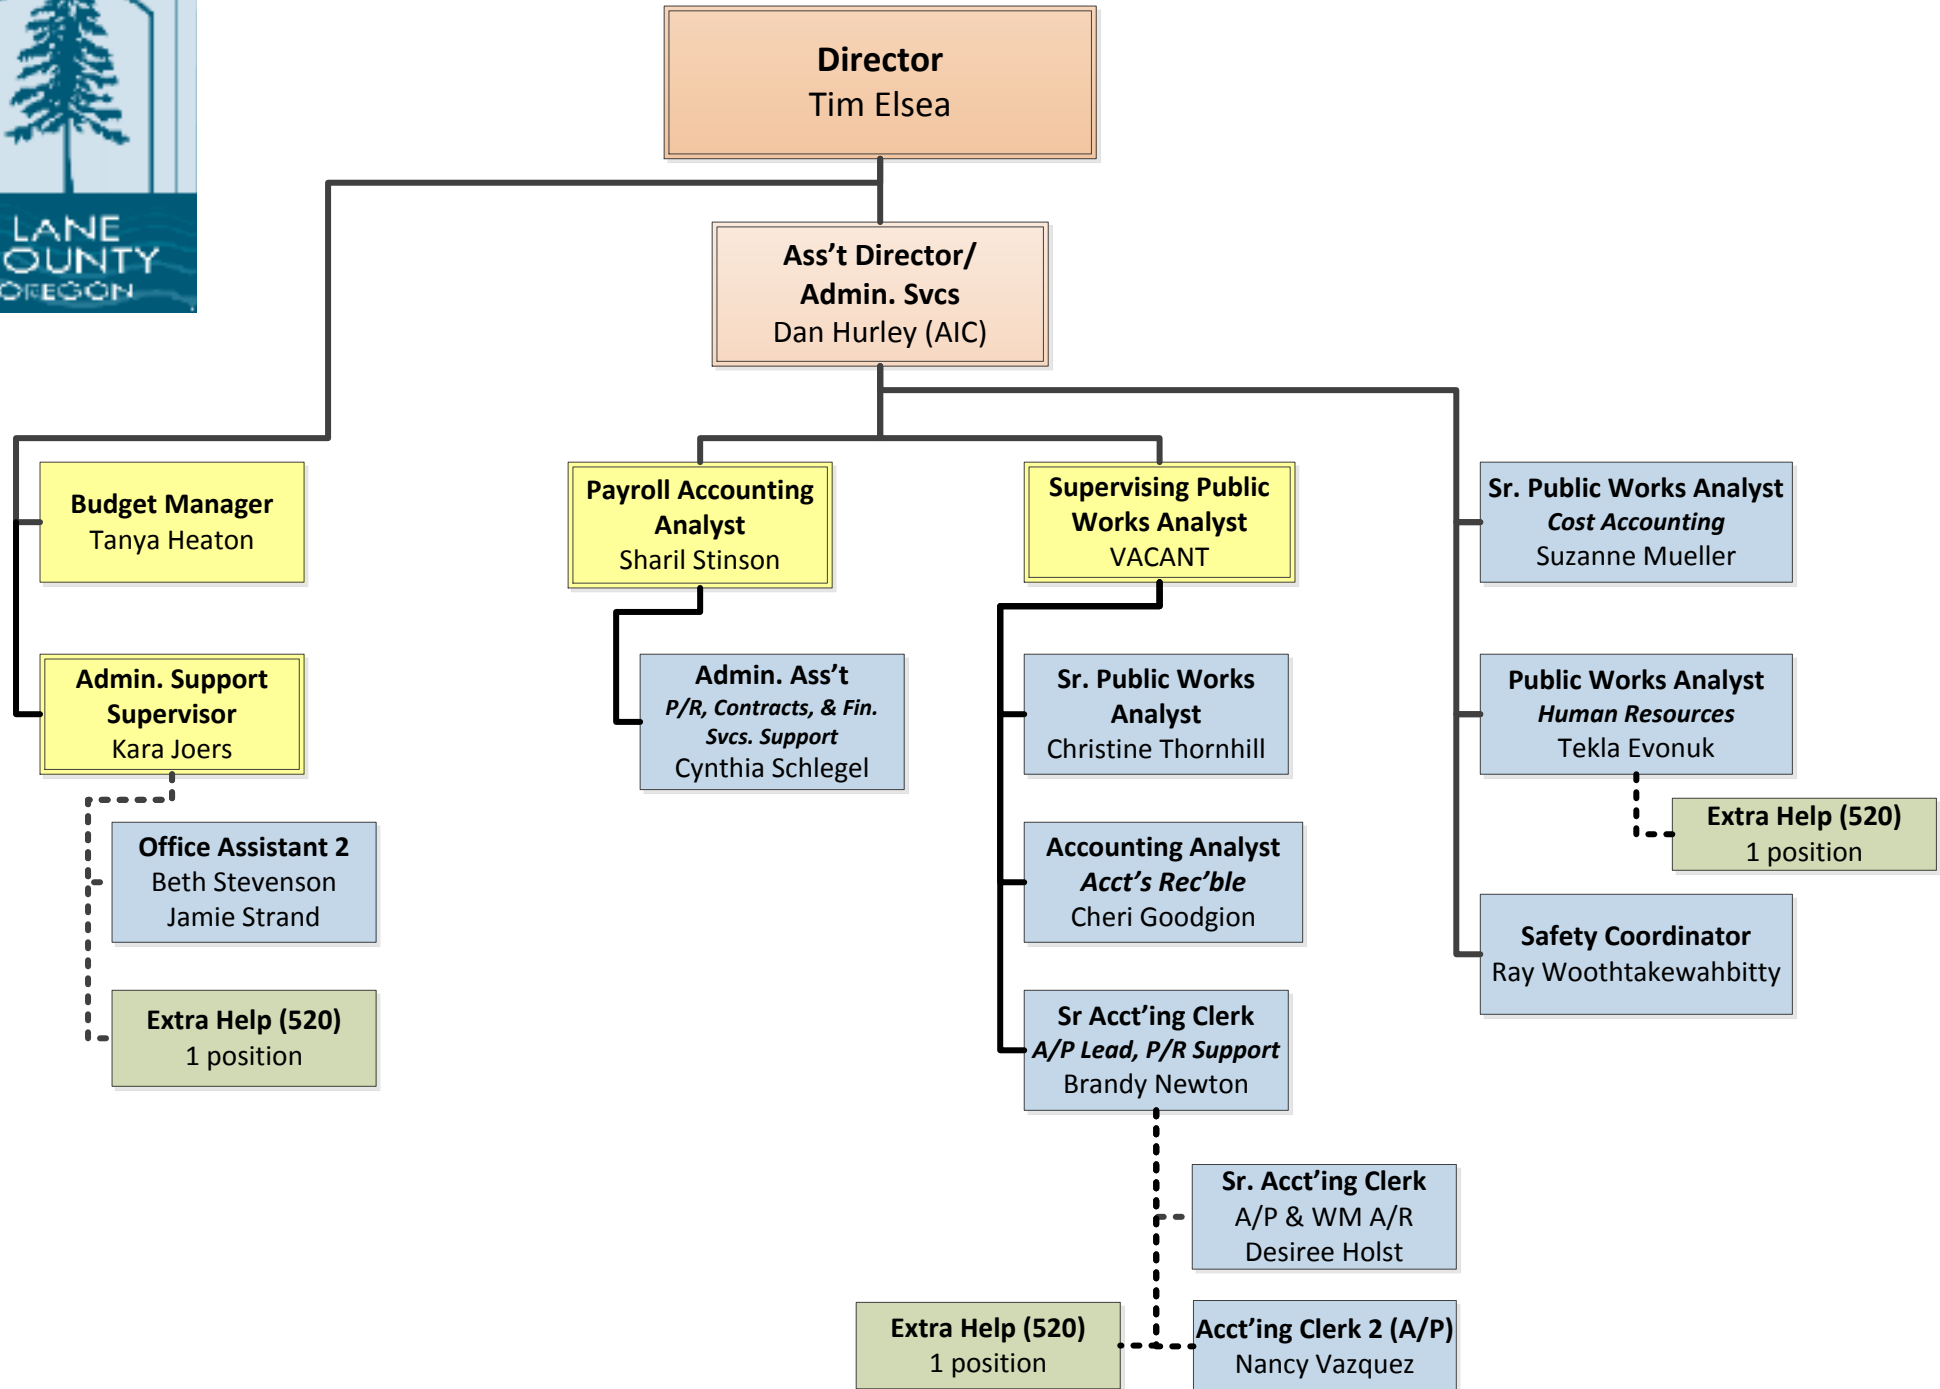 LANE
OUNTY
OREGON
Director
Tim Elsea
Ass't Director/
Admin. Svcs
Dan Hurley (AIC)
Budget Manager
Tanya Heaton
Admin. Support
Supervisor
Kara Joers
Office Assistant 2
Beth Stevenson
Jamie Strand
Extra Help (520)
1 position
Payroll Accounting
Analyst
Sharil Stinson
Admin. Ass't
P/R, Contracts, & Fin.
Svcs. Support
Cynthia Schlegel
Supervising Public
Works Analyst
VACANT
Sr. Public Works
Analyst
Christine Thornhill
Accounting Analyst
Acct's Rec'ble
Cheri Goodgion
Sr Acct'ing Clerk
A/P Lead, P/R Support
Brandy Newton
Sr. Acct'ing Clerk
A/P & WM A/R
Desiree Holst
Extra Help (520)
1 position
Acct'ing Clerk 2 (A/P)
Nancy Vazquez
Sr. Public Works Analyst
Cost Accounting
Suzanne Mueller
Public Works Analyst
Human Resources
Tekla Evonuk
Extra Help (520)
1 position
Safety Coordinator
Ray Woothtakewahbitty